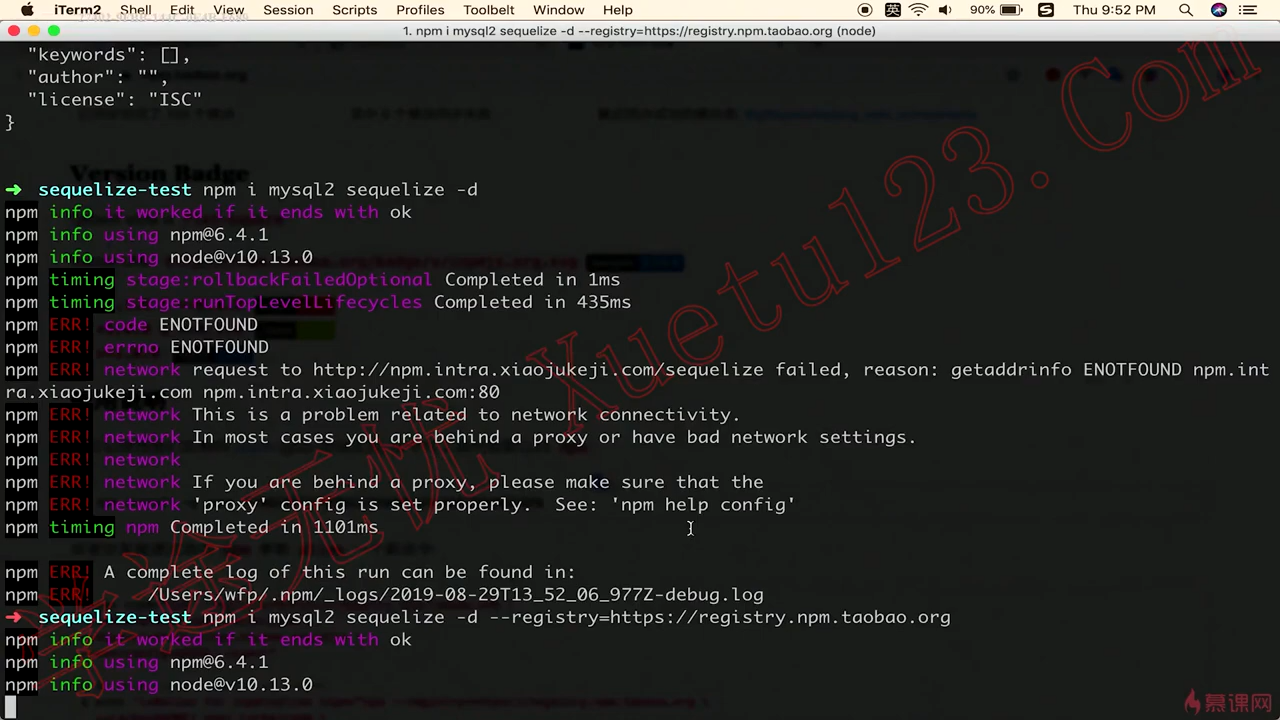 iTerm2 Shell Edit View Session Scripts Profiles Toolbelt Window Help 英 90% S Thu 9:52 PM
1. npm i mysql2 sequelize -d --registry=https://registry.npm.taobao.org (node)
"keywords": [],
"author": "",
"license": "ISC"
}
Version Badge
➜ sequelize-test npm i mysql2 sequelize -d
npm info it worked if it ends with ok
npm info using npm@6.4.1
npm info using node@v10.13.0
npm timing stage:rollbackFailedOptional Completed in 1ms
npm timing stage:runTopLevelLifecycles Completed in 435ms
npm ERR! code ENOTFOUND
npm ERR! errno ENOTFOUND
npm ERR! network request to http://npm.intra.xiaojukeji.com/sequelize failed, reason: getaddrinfo ENOTFOUND npm.int
ra.xiaojukeji.com npm.intra.xiaojukeji.com:80
npm ERR! network This is a problem related to network connectivity.
npm ERR! network In most cases you are behind a proxy or have bad network settings.
npm ERR! network
npm ERR! network If you are behind a proxy, please make sure that the
npm ERR! network 'proxy' config is set properly.  See: 'npm help config'
npm timing npm Completed in 1101ms
npm ERR! A complete log of this run can be found in:
npm ERR!     /Users/wfp/.npm/_logs/2019-08-29T13_52_06_977Z-debug.log
➜ sequelize-test npm i mysql2 sequelize -d --registry=https://registry.npm.taobao.org
npm info it worked if it ends with ok
npm info using npm@6.4.1
npm info using node@v10.13.0
学途无忧 Xuetu123.Com
慕课网